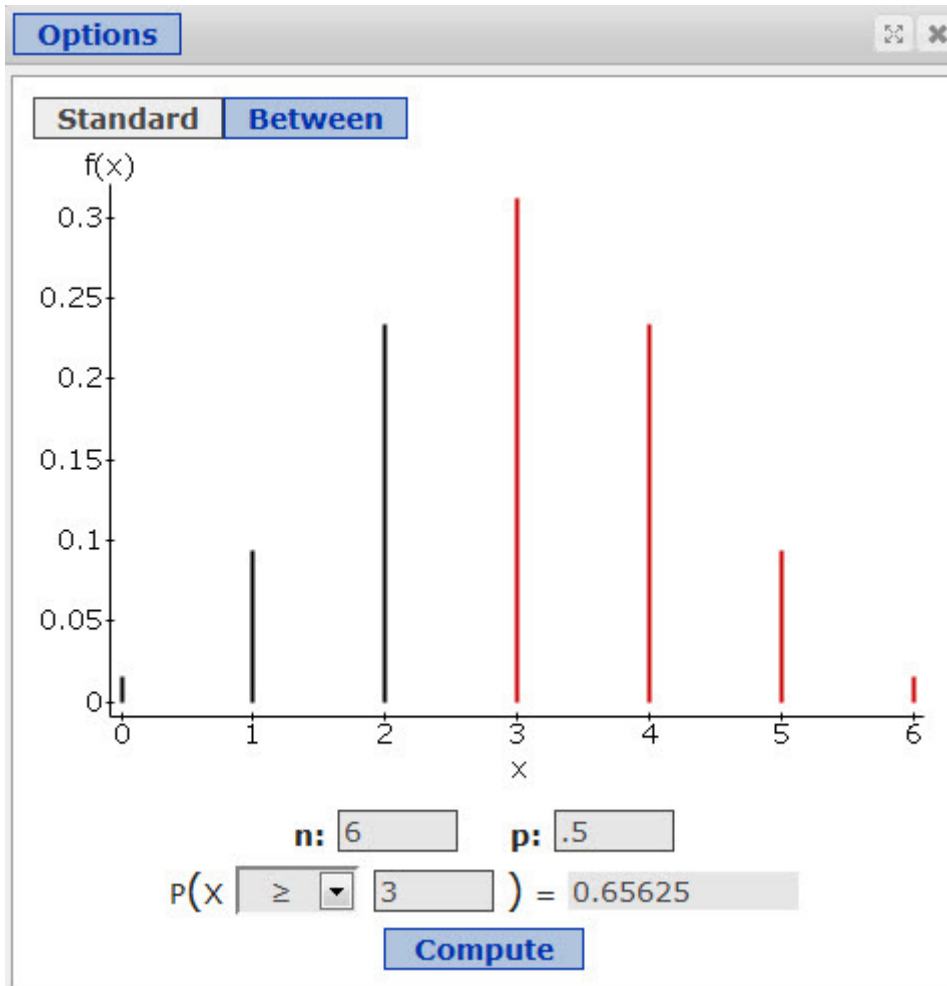 Options
Standard Between
f(x)
0.3
0.25
0.2
0.15
0.1
0.05
0
0 1 2 3 4 5 6
x
n: 6 p: .5
P(X ≥ 3 ) = 0.65625
Compute